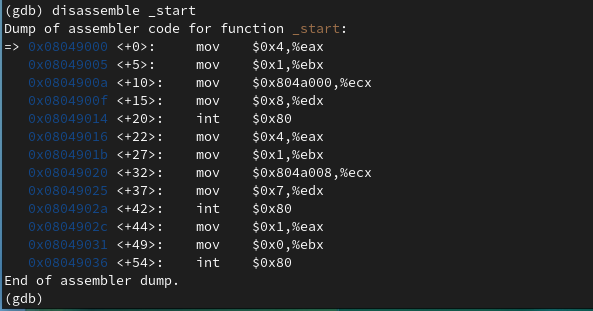 (gdb) disassemble _start
Dump of assembler code for function _start:
=> 0x08049000 <+0>:     mov    $0x4,%eax
   0x08049005 <+5>:     mov    $0x1,%ebx
   0x0804900a <+10>:    mov    $0x804a000,%ecx
   0x0804900f <+15>:    mov    $0x8,%edx
   0x08049014 <+20>:    int    $0x80
   0x08049016 <+22>:    mov    $0x4,%eax
   0x0804901b <+27>:    mov    $0x1,%ebx
   0x08049020 <+32>:    mov    $0x804a008,%ecx
   0x08049025 <+37>:    mov    $0x7,%edx
   0x0804902a <+42>:    int    $0x80
   0x0804902c <+44>:    mov    $0x1,%eax
   0x08049031 <+49>:    mov    $0x0,%ebx
   0x08049036 <+54>:    int    $0x80
End of assembler dump.
(gdb)